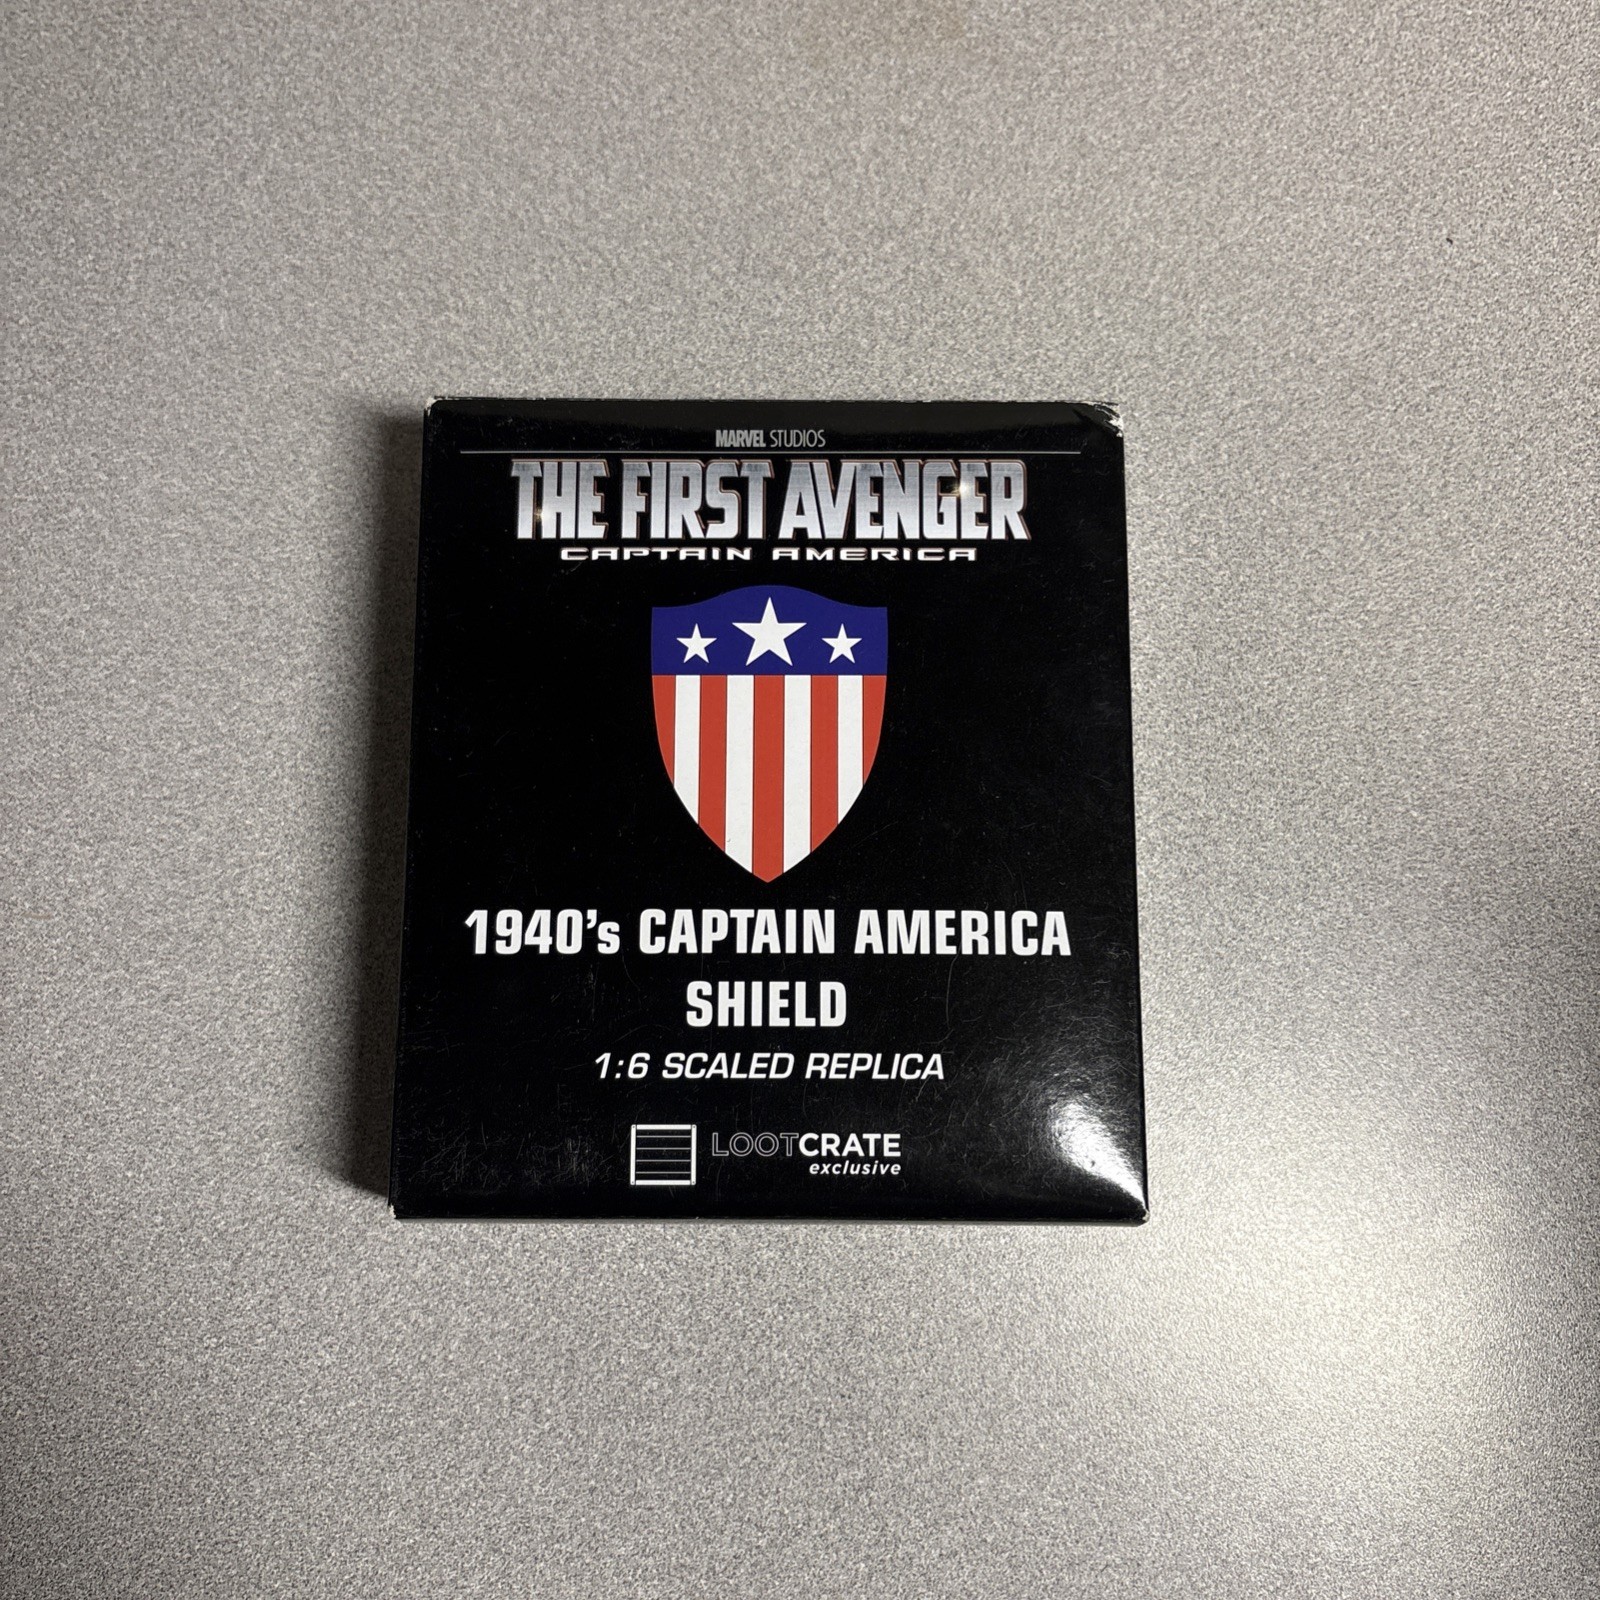 MARVEL STUDIOS
THE FIRST AVENGER
CAPTAIN AMERICA
1940's CAPTAIN AMERICA
SHIELD
1:6 SCALED REPLICA
LOOTCRATE
exclusive